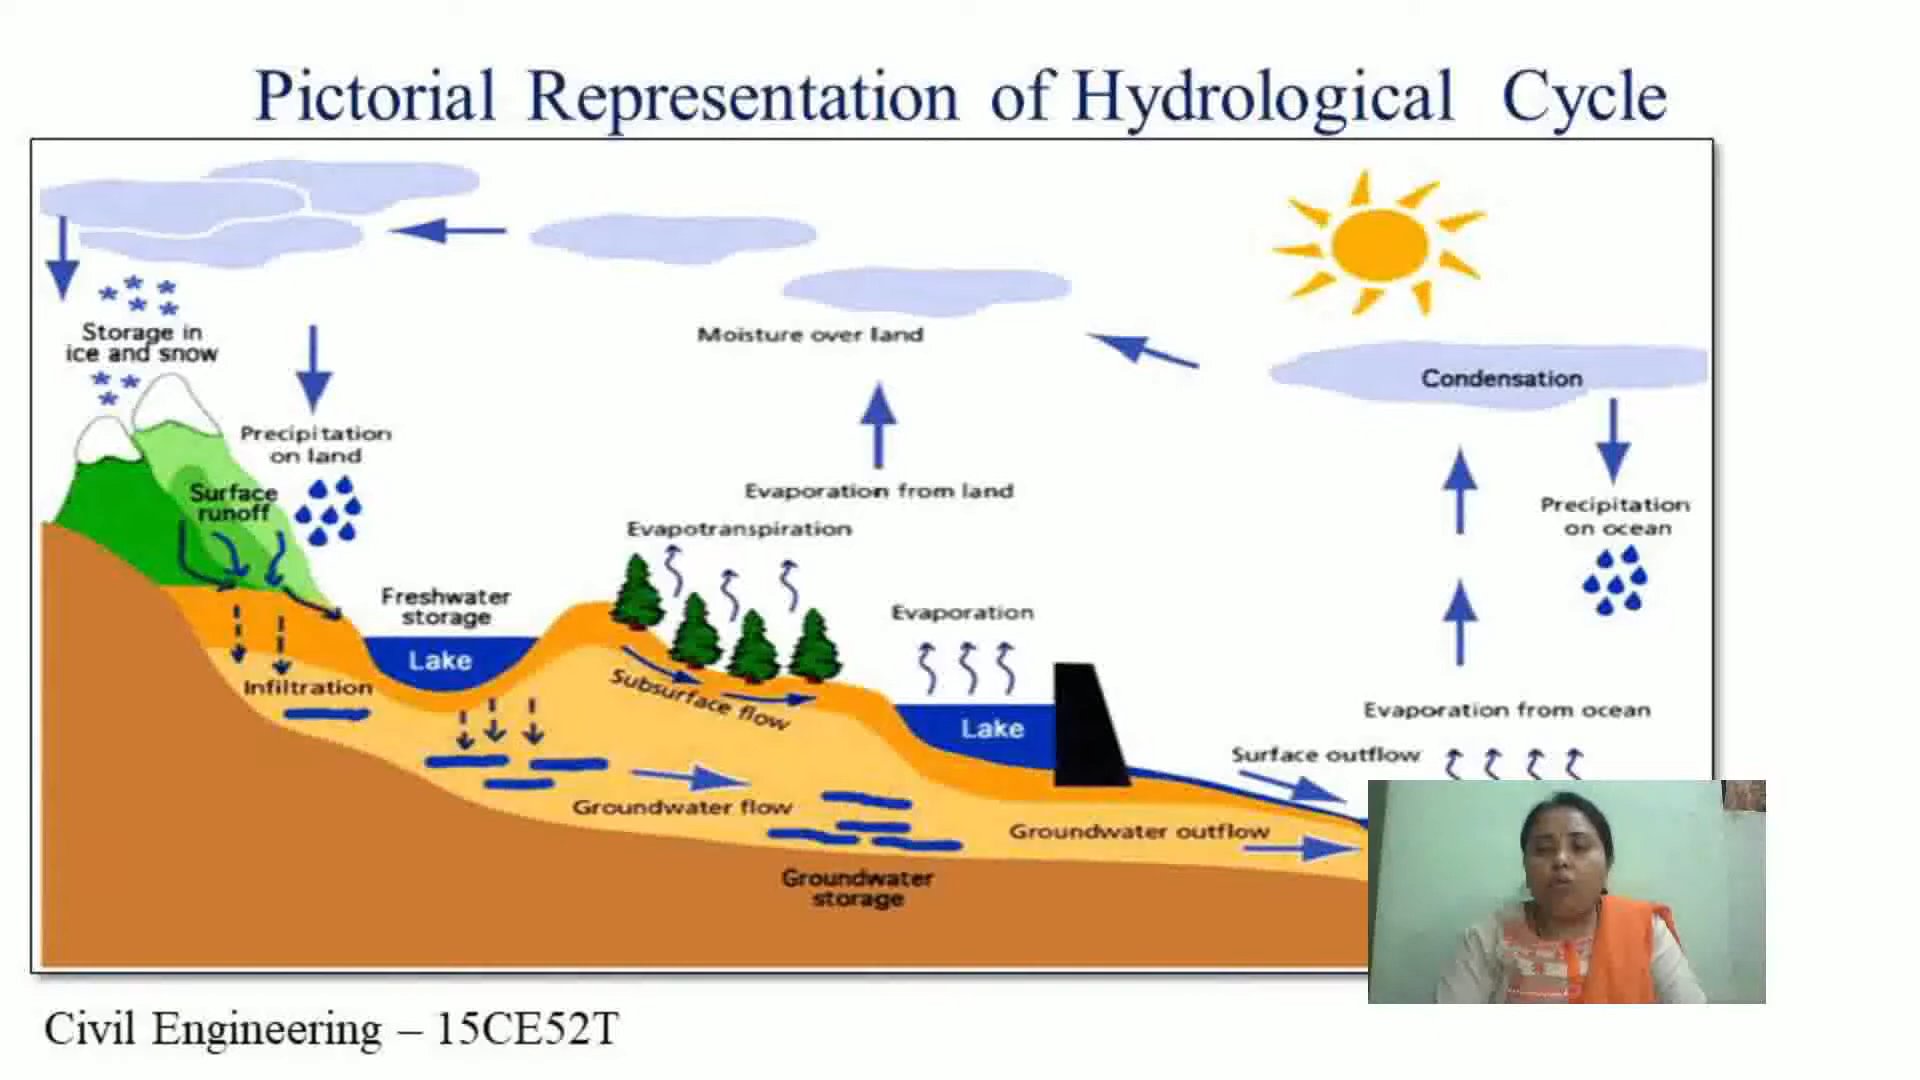 Pictorial Representation of Hydrological Cycle
Storage in
ice and snow
Moisture over land
Condensation
Precipitation
on land
Surface
runoff
Evaporation from land
Evapotranspiration
Precipitation
on ocean
Freshwater
storage
Lake
Evaporation
Infiltration
Subsurface flow
Lake
Evaporation from ocean
Surface outflow
Groundwater flow
Groundwater outflow
Groundwater
storage
Civil Engineering – 15CE52T